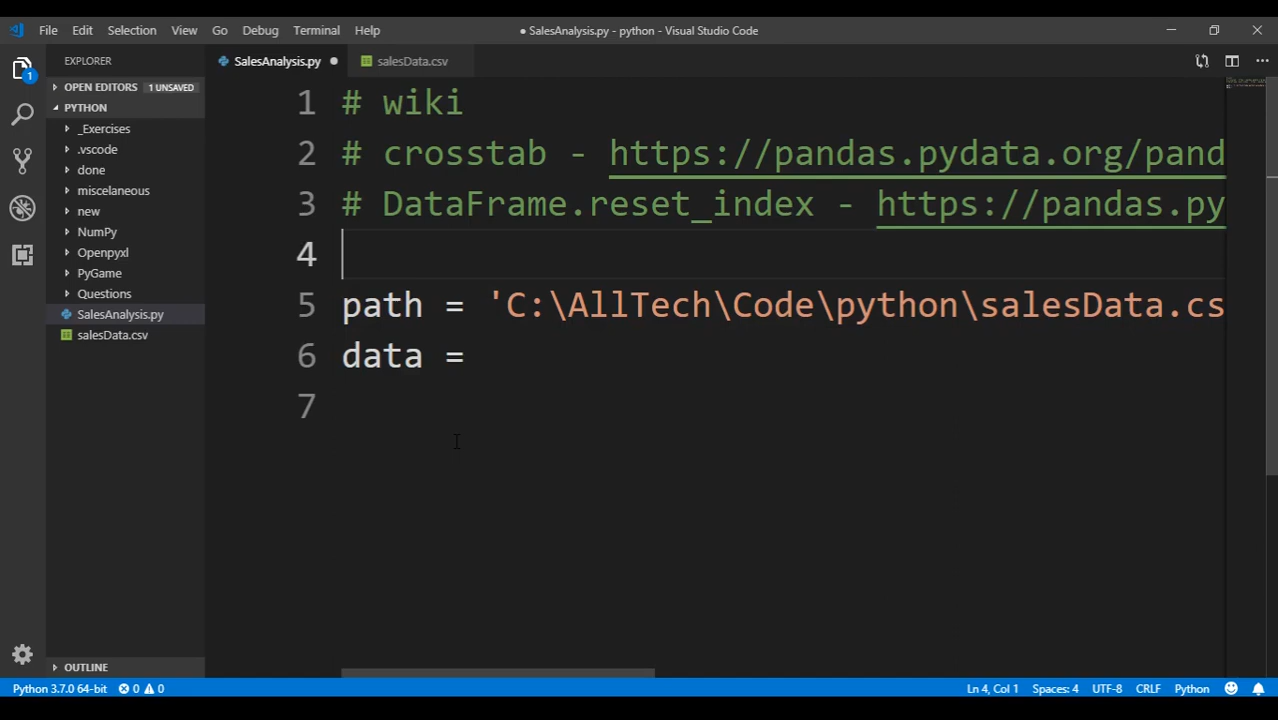 File Edit Selection View Go Debug Terminal Help
● SalesAnalysis.py - python - Visual Studio Code
EXPLORER
SalesAnalysis.py ●
salesData.csv
OPEN EDITORS 1 UNSAVED
PYTHON
_Exercises
.vscode
done
miscelaneous
new
NumPy
Openpyxl
PyGame
Questions
SalesAnalysis.py
salesData.csv
OUTLINE
1
1 # wiki
2 # crosstab - https://pandas.pydata.org/pand
3 # DataFrame.reset_index - https://pandas.py
4
5 path = 'C:\AllTech\Code\python\salesData.cs
6 data =
7
Python 3.7.0 64-bit 0 0 Ln 4, Col 1 Spaces: 4 UTF-8 CRLF Python